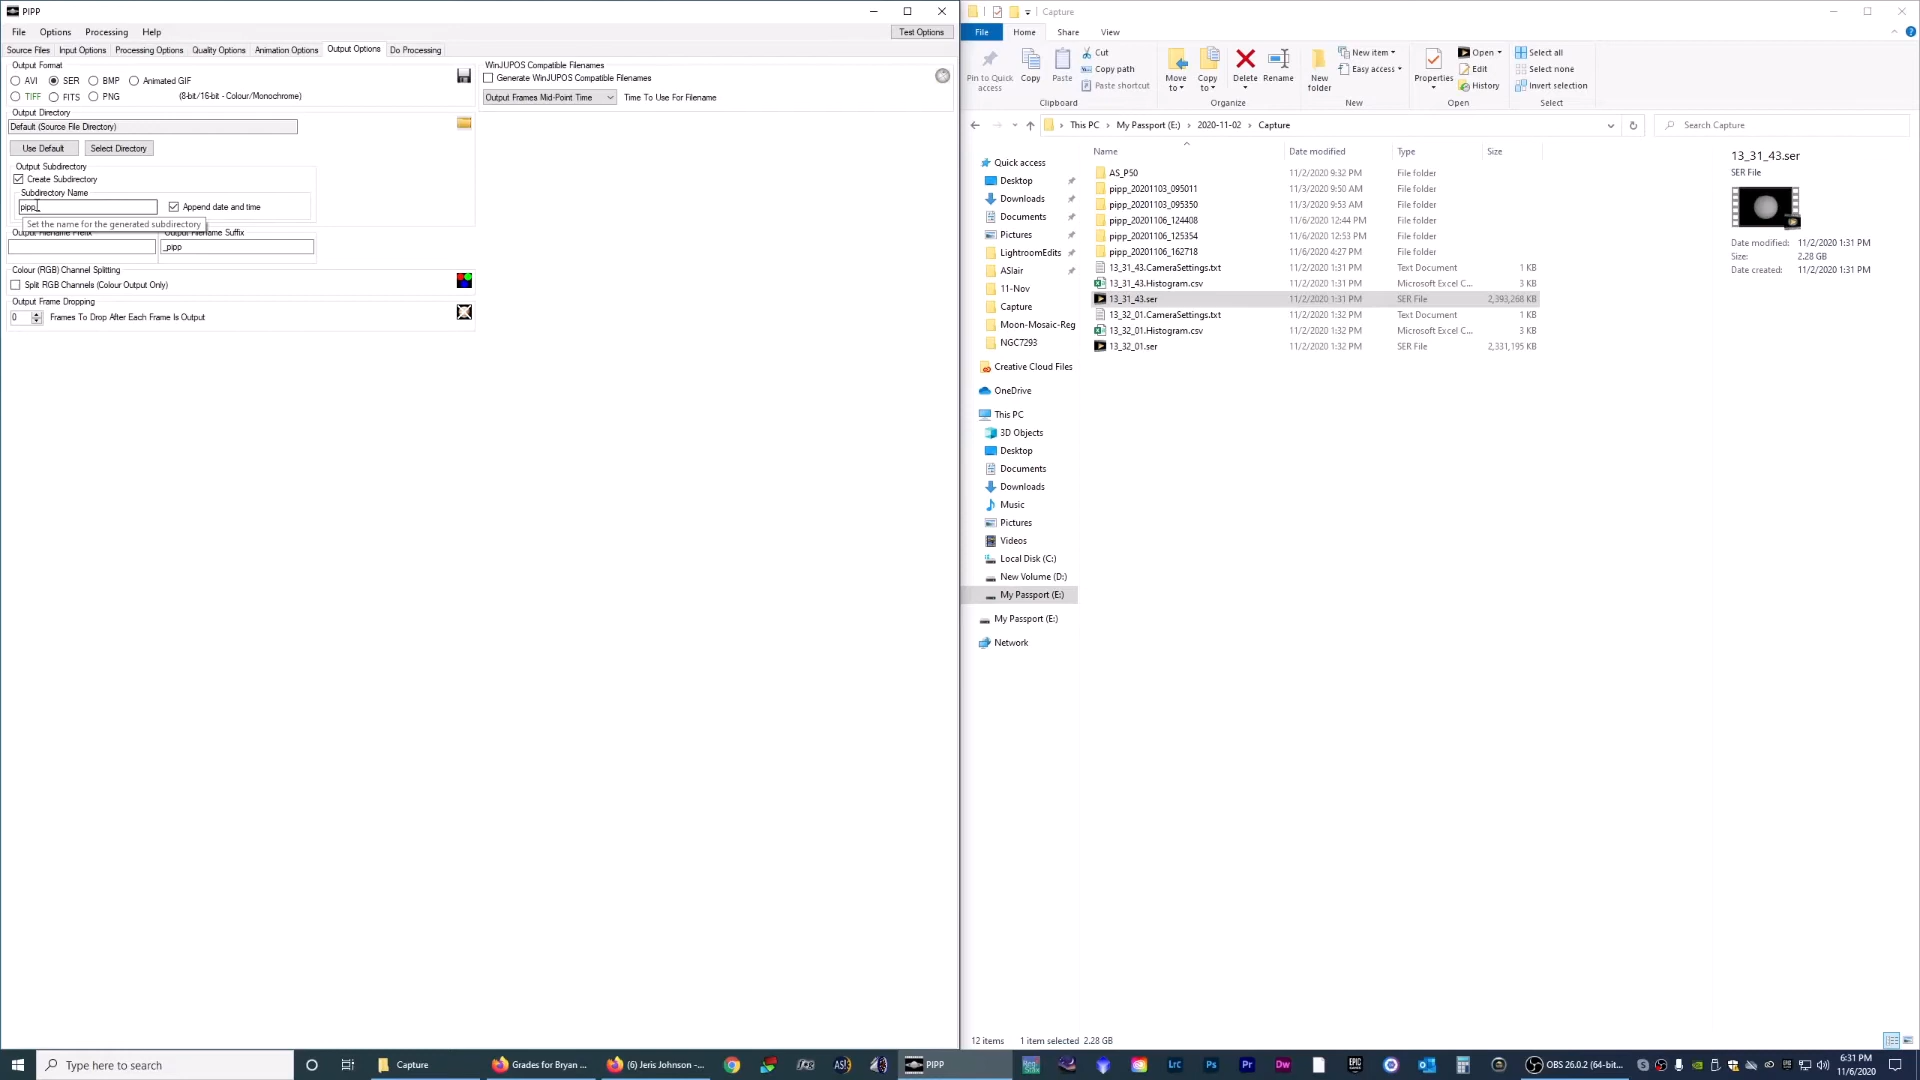 PIPP
File Options Processing Help
Test Options
Source Files Input Options Processing Options Quality Options Animation Options Output Options Do Processing
Output Format
AVI SER BMP Animated GIF
TIFF FITS PNG (8-bit/16-bit - Colour/Monochrome)
Output Directory
Default (Source File Directory)
Use Default Select Directory
Output Subdirectory
Create Subdirectory
Subdirectory Name
pipp_ Append date and time
Set the name for the generated subdirectory
Output Filename Prefix Output Filename Suffix
_pipp
Colour (RGB) Channel Splitting
Split RGB Channels (Colour Output Only)
Output Frame Dropping
0 Frames To Drop After Each Frame Is Output
WinJUPOS Compatible Filenames
Generate WinJUPOS Compatible Filenames
Output Frames Mid-Point Time Time To Use For Filename
Capture
File Home Share View
Pin to Quick access
Copy
Paste
Cut
Copy path
Paste shortcut
Clipboard
Move to
Copy to
Delete
Rename
Organize
New folder
New item
Easy access
New
Properties
Open
Edit
History
Open
Select all
Select none
Invert selection
Select
This PC My Passport (E:) 2020-11-02 Capture
Search Capture
Quick access
Desktop
Downloads
Documents
Pictures
LightroomEdits
ASIair
11-Nov
Capture
Moon-Mosaic-Reg
NGC7293
Creative Cloud Files
OneDrive
This PC
3D Objects
Desktop
Documents
Downloads
Music
Pictures
Videos
Local Disk (C:)
New Volume (D:)
My Passport (E:)
My Passport (E:)
Network
Name Date modified Type Size
AS_P50 11/2/2020 9:32 PM File folder
pipp_20201103_095011 11/3/2020 9:50 AM File folder
pipp_20201103_095350 11/3/2020 9:53 AM File folder
pipp_20201106_124408 11/6/2020 12:44 PM File folder
pipp_20201106_125354 11/6/2020 12:53 PM File folder
pipp_20201106_162718 11/6/2020 4:27 PM File folder
13_31_43.CameraSettings.txt 11/2/2020 1:31 PM Text Document 1 KB
13_31_43.Histogram.csv 11/2/2020 1:31 PM Microsoft Excel C... 3 KB
13_31_43.ser 11/2/2020 1:31 PM SER File 2,393,268 KB
13_32_01.CameraSettings.txt 11/2/2020 1:32 PM Text Document 1 KB
13_32_01.Histogram.csv 11/2/2020 1:32 PM Microsoft Excel C... 3 KB
13_32_01.ser 11/2/2020 1:32 PM SER File 2,331,195 KB
13_31_43.ser
SER File
Date modified: 11/2/2020 1:31 PM
Size: 2.28 GB
Date created: 11/2/2020 1:31 PM
12 items 1 item selected 2.28 GB
Type here to search
Capture
Grades for Bryan ...
(6) Jeris Johnson -...
PIPP
Lrc
Ps
Pr
Dw
OBS 26.0.2 (64-bit...
6:31 PM
11/6/2020